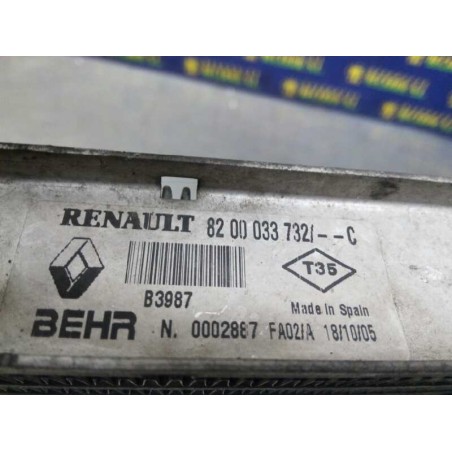 RENAULT 82 00 033 732/--C
B3987
T35
Made in Spain
BEHR N. 0002887 FA02/A 18/10/05